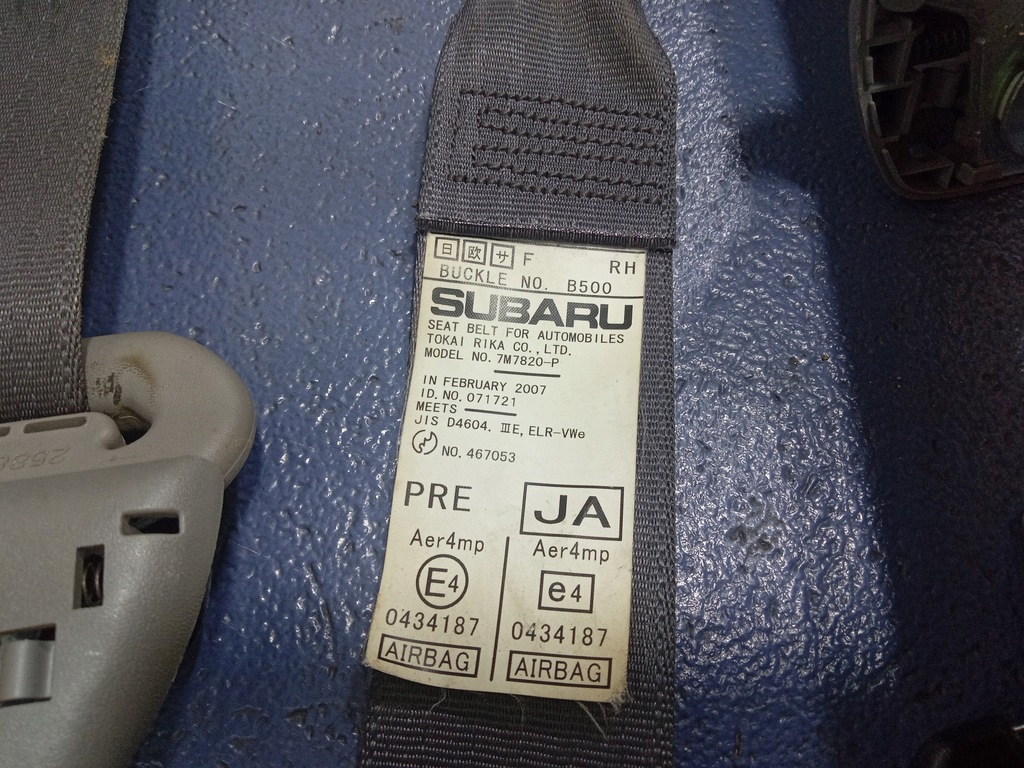 日 欧 サ F RH
BUCKLE NO. B500
SUBARU
SEAT BELT FOR AUTOMOBILES
TOKAI RIKA CO., LTD.
MODEL NO. 7M7820-P
IN FEBRUARY 2007
ID. NO. 071721
MEETS
JIS D4604. ⅢE, ELR-VWe
NO. 467053
PRE JA
Aer4mp Aer4mp
E4 e4
0434187 0434187
AIRBAG AIRBAG